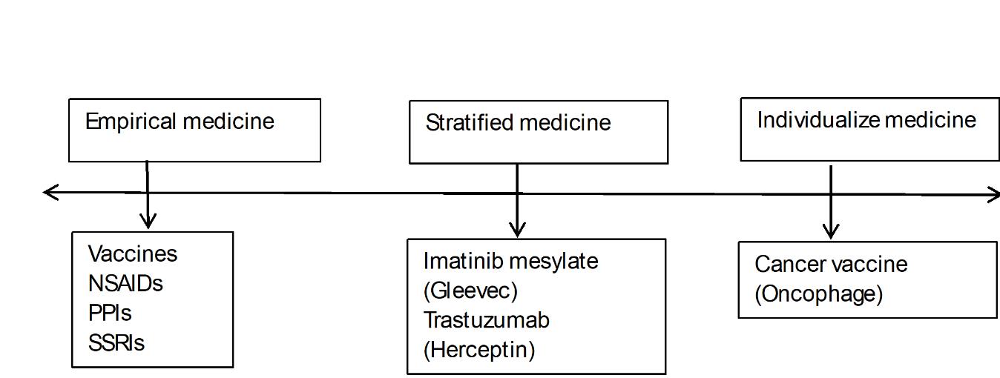 Empirical medicine
Stratified medicine
Individualize medicine
Vaccines
NSAIDs
PPIs
SSRIs
Imatinib mesylate
(Gleevec)
Trastuzumab
(Herceptin)
Cancer vaccine
(Oncophage)